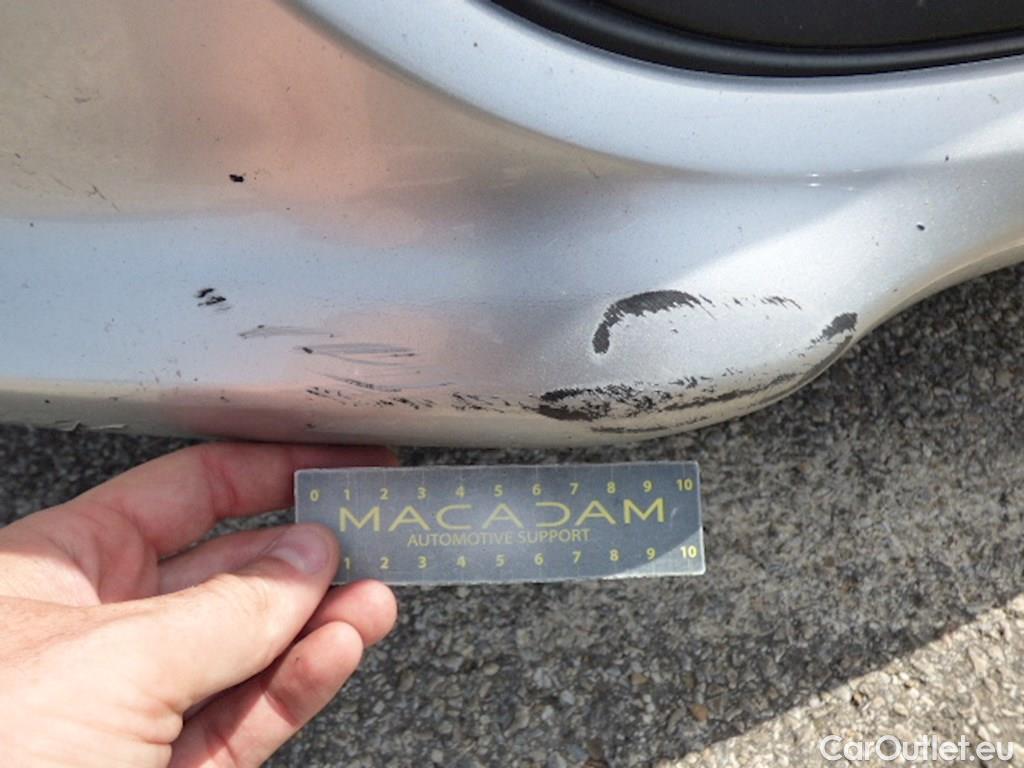 0 1 2 3 4 5 6 7 8 9 10
MACADAM
AUTOMOTIVE SUPPORT
1 2 3 4 5 6 7 8 9 10
CarOutlet.eu